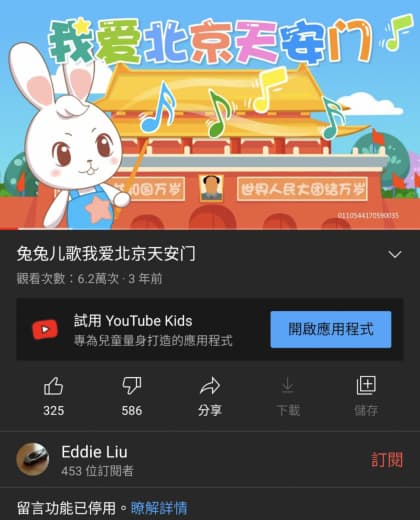 我爱北京天安门
共和国万岁
世界人民大团结万岁
0110544170590035
兔兔儿歌我爱北京天安门
觀看次數：6.2萬次 · 3 年前
試用 YouTube Kids
專為兒童量身打造的應用程式
開啟應用程式
325
586
分享
下載
儲存
Eddie Liu
453 位訂閱者
訂閱
留言功能已停用。瞭解詳情